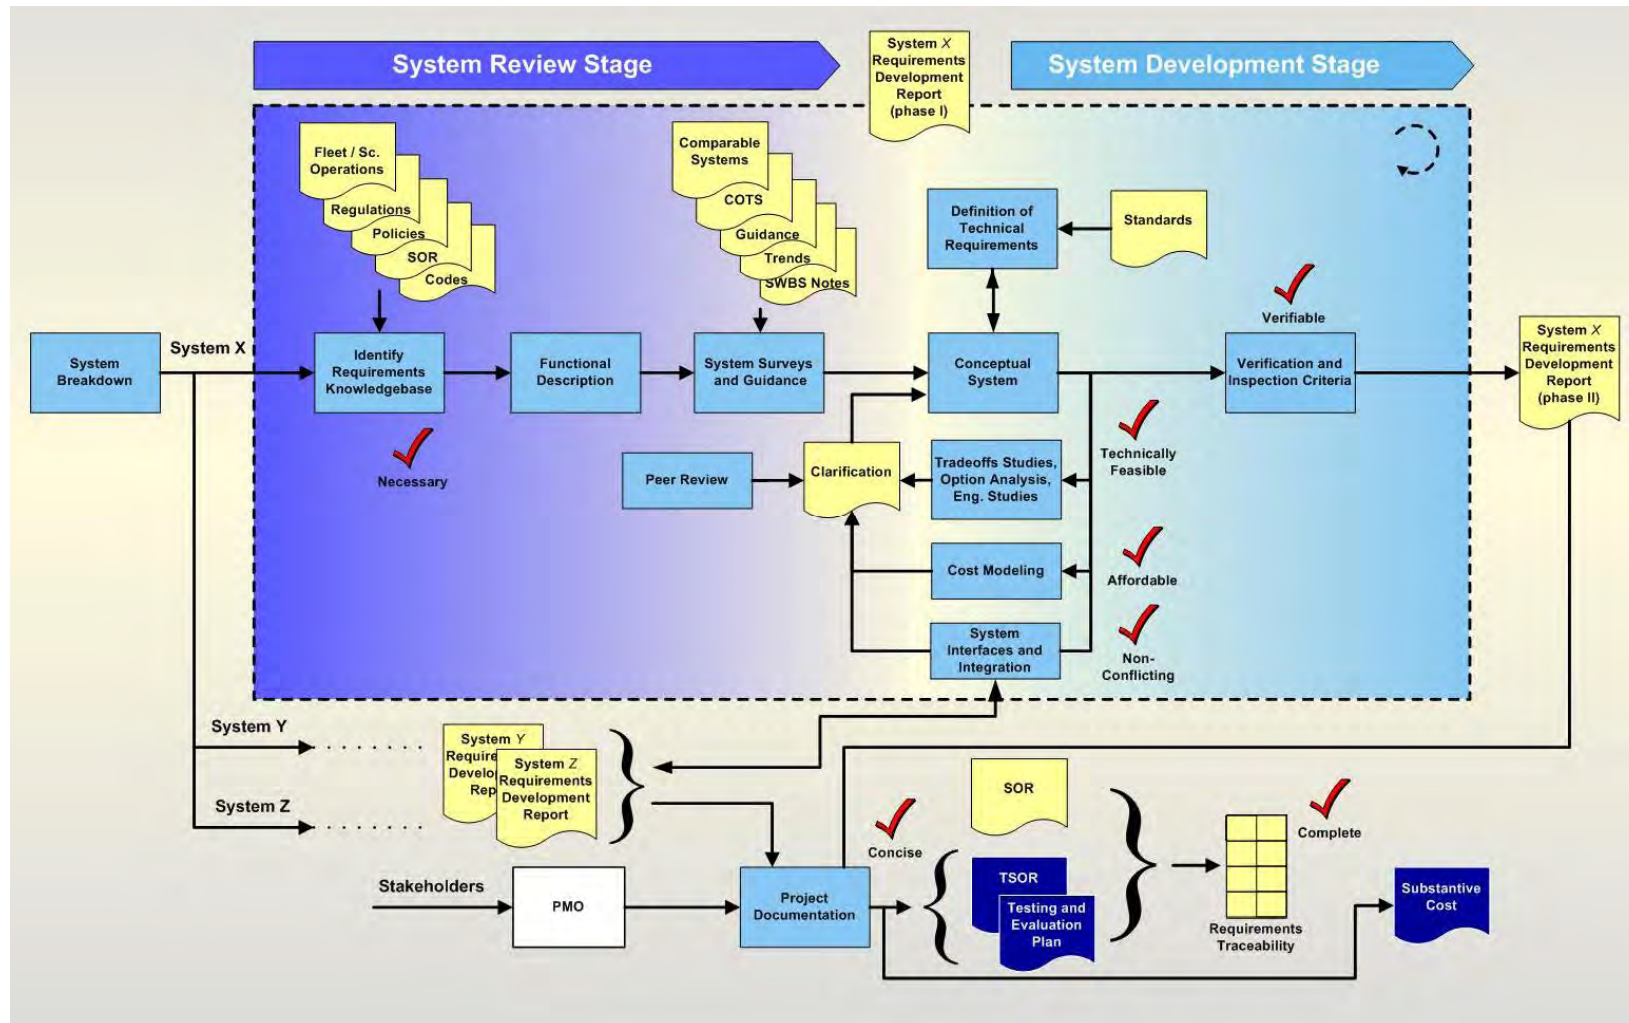 System Review Stage
System X
Requirements
Development
Report
(phase I)
System Development Stage
Fleet / Sc.
Operations
Regulations
Policies
SOR
Codes
Comparable
Systems
COTS
Guidance
Trends
SWBS Notes
Definition of
Technical
Requirements
Standards
Verifiable
System
Breakdown
System X
Identify
Requirements
Knowledgebase
Functional
Description
System Surveys
and Guidance
Conceptual
System
Verification and
Inspection Criteria
System X
Requirements
Development
Report
(phase II)
Necessary
Peer Review
Clarification
Tradeoffs Studies,
Option Analysis,
Eng. Studies
Technically
Feasible
Cost Modeling
Affordable
System
Interfaces and
Integration
Non-
Conflicting
System Y
System Z
System Y
Require
Develo
Rep
System Z
Requirements
Development
Report
Stakeholders
PMO
Project
Documentation
Concise
SOR
TSOR
Testing and
Evaluation
Plan
Complete
Requirements
Traceability
Substantive
Cost